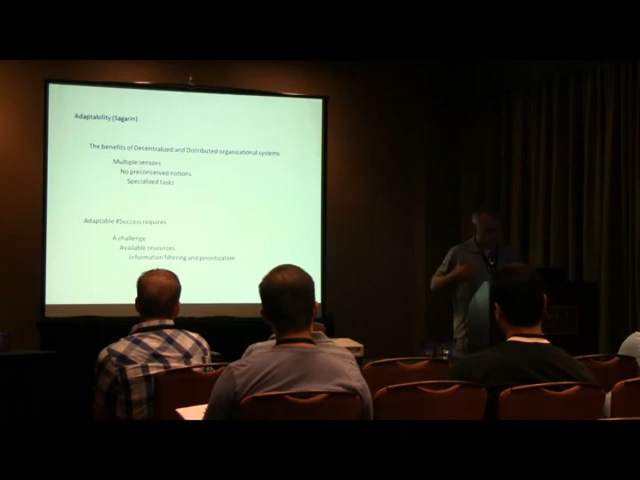 Adaptability (Sagarin)
The benefits of Decentralized and Distributed organizational systems
Multiple sensors
No preconceived notions
Specialized tasks
Adaptable #Success requires
A challenge
Available resources
Information filtering and prioritization